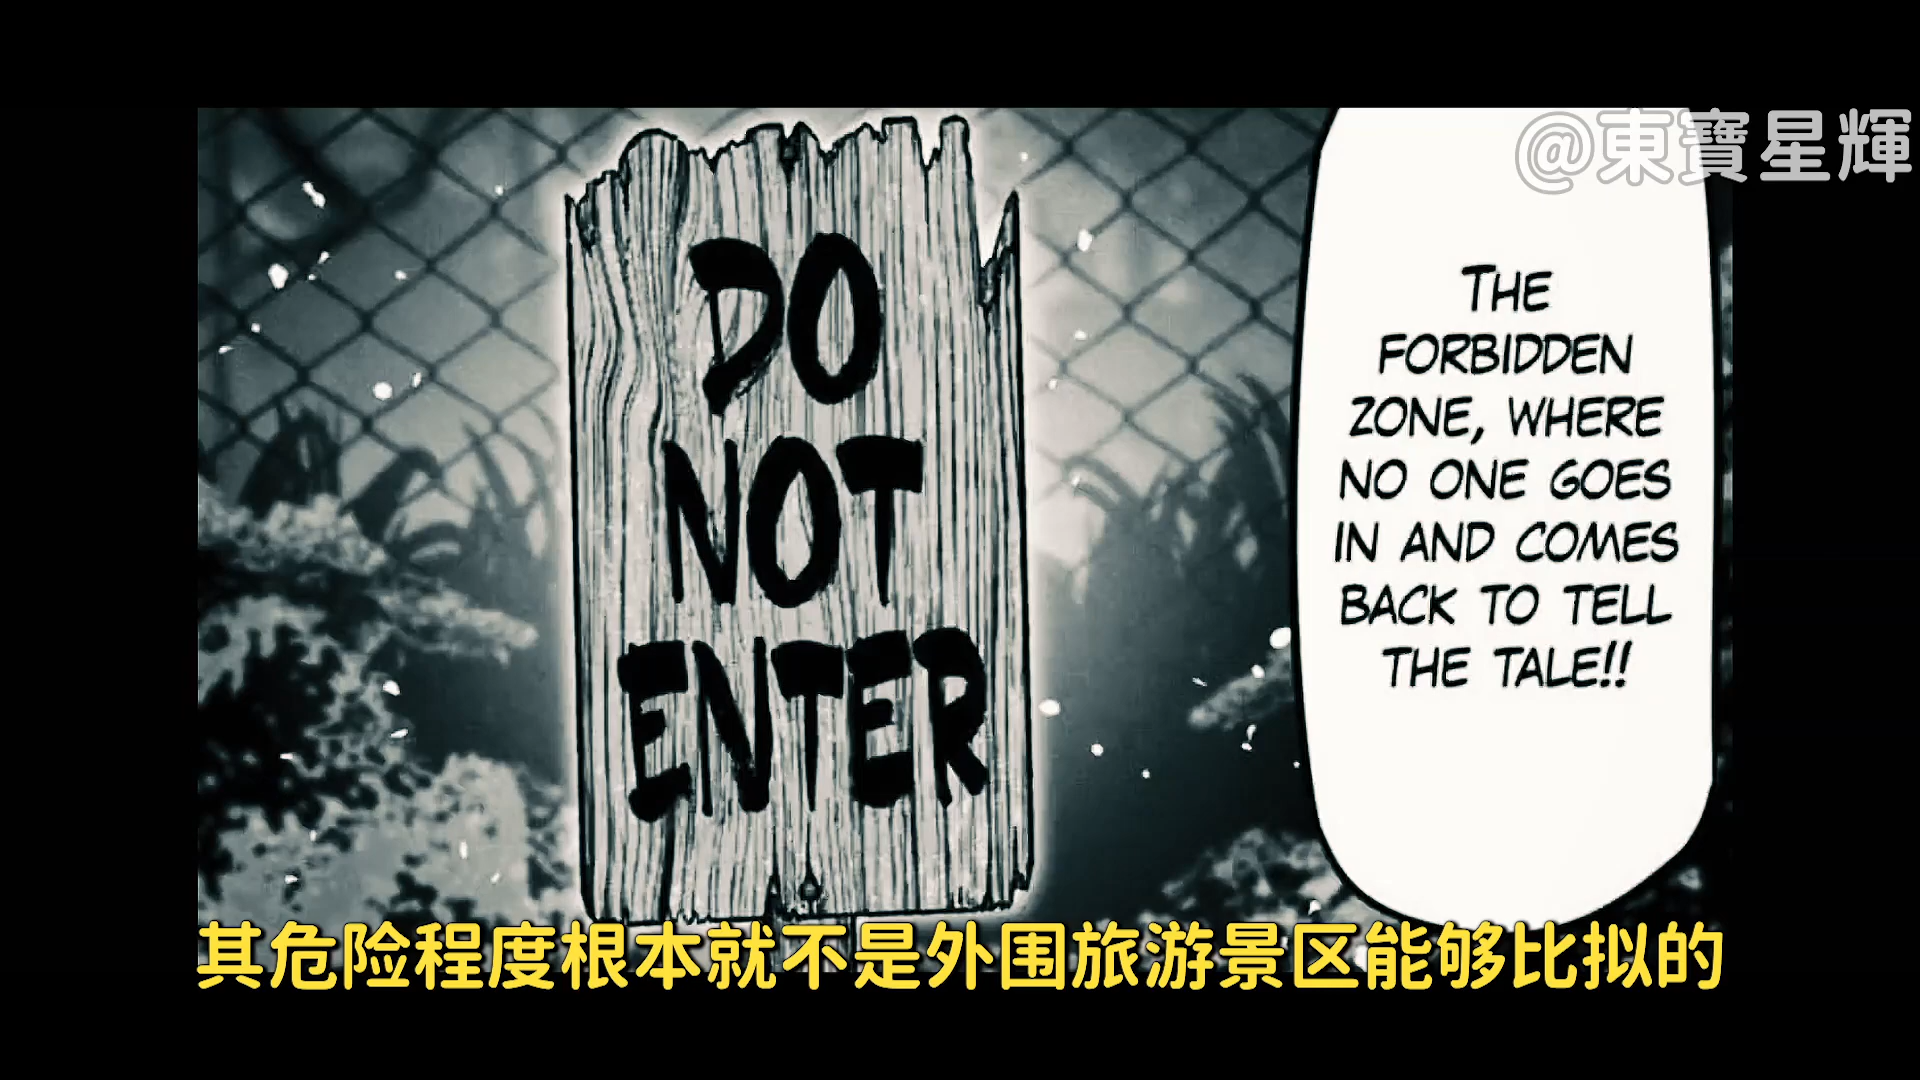 @東寶星輝
DO
NOT
ENTER
THE
FORBIDDEN
ZONE, WHERE
NO ONE GOES
IN AND COMES
BACK TO TELL
THE TALE!!
其危险程度根本就不是外围旅游景区能够比拟的